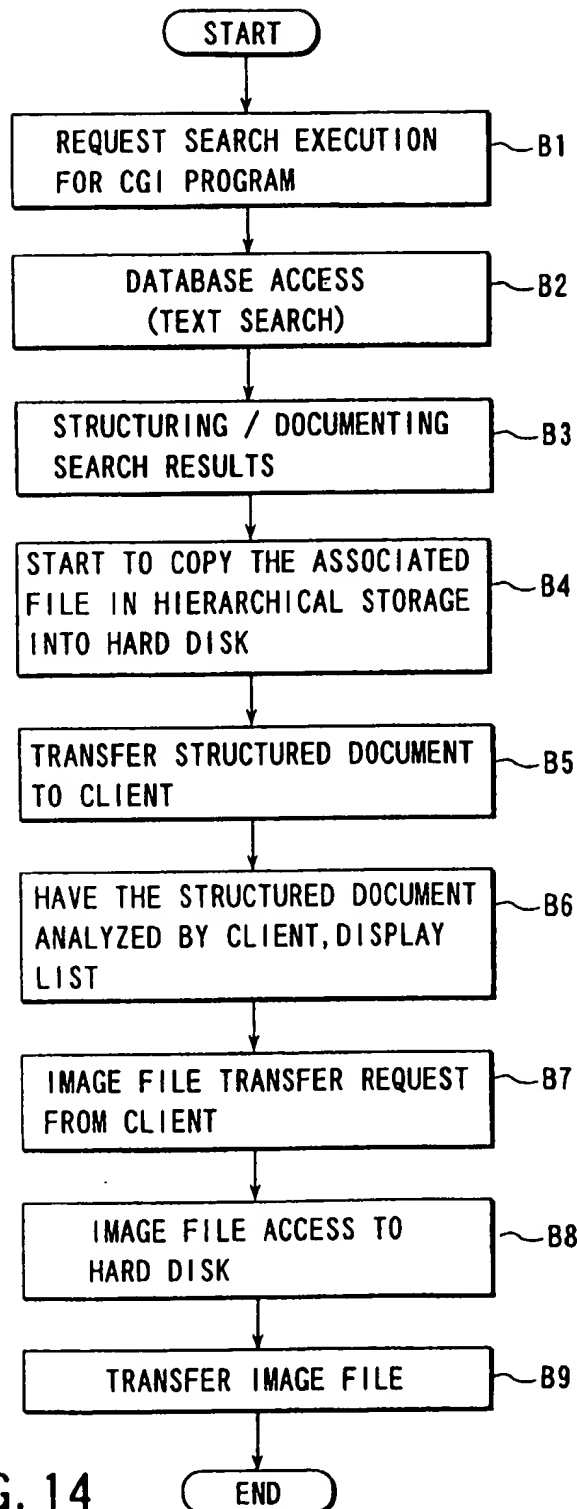 START
REQUEST SEARCH EXECUTION
FOR CGI PROGRAM
B1
DATABASE ACCESS
(TEXT SEARCH)
B2
STRUCTURING / DOCUMENTING
SEARCH RESULTS
B3
START TO COPY THE ASSOCIATED
FILE IN HIERARCHICAL STORAGE
INTO HARD DISK
B4
TRANSFER STRUCTURED DOCUMENT
TO CLIENT
B5
HAVE THE STRUCTURED DOCUMENT
ANALYZED BY CLIENT, DISPLAY
LIST
B6
IMAGE FILE TRANSFER REQUEST
FROM CLIENT
B7
IMAGE FILE ACCESS TO
HARD DISK
B8
TRANSFER IMAGE FILE
B9
END
G. 14